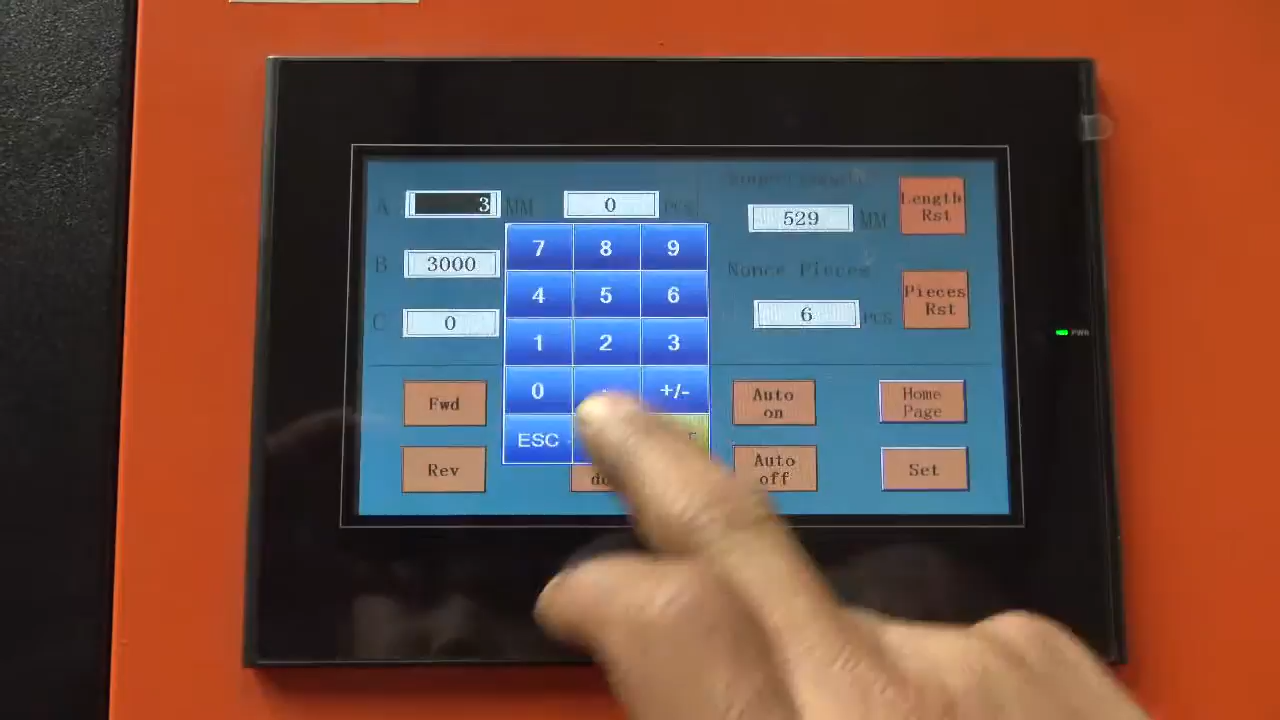 A 3 MM 0 PCS
529 MM
Length
Rst
B 3000
Nonce Pieces
6 PCS
Pieces
Rst
C 0
7 8 9
4 5 6
1 2 3
0 . +/-
ESC
Fwd
Auto
on
Home
Page
Rev
Auto
off
Set
PWR